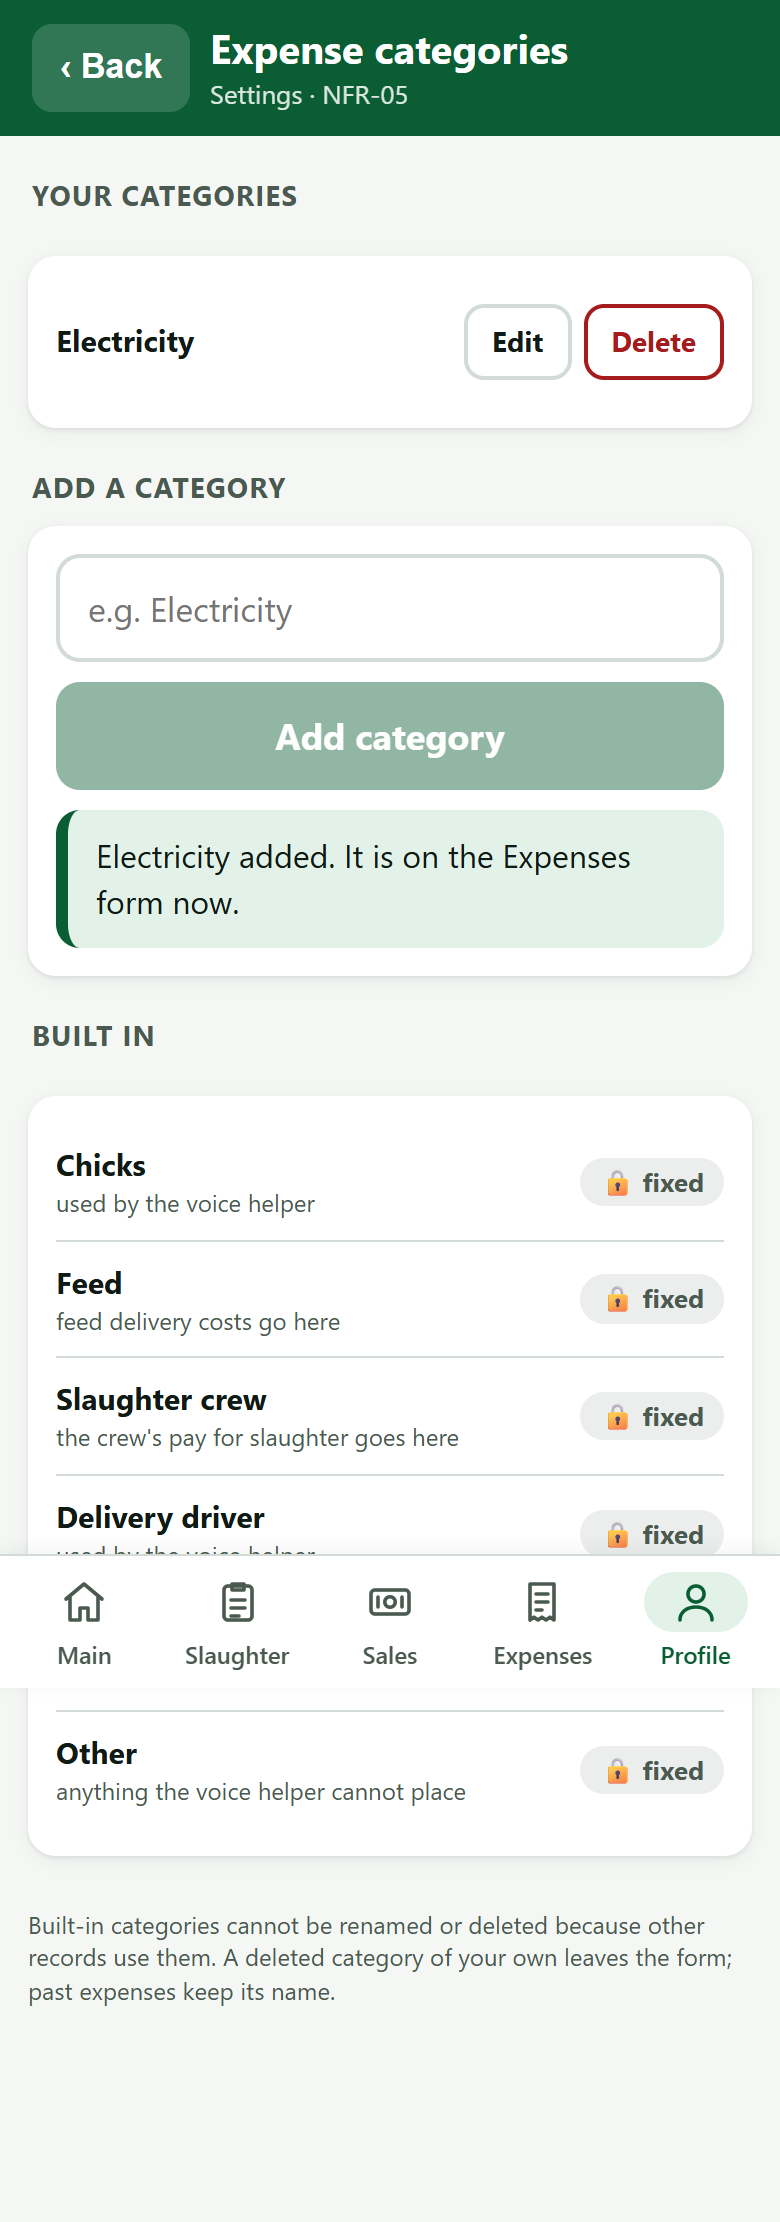 ‹ Back
Expense categories
Settings · NFR-05
YOUR CATEGORIES
Electricity
Edit
Delete
ADD A CATEGORY
e.g. Electricity
Add category
Electricity added. It is on the Expenses
form now.
BUILT IN
Chicks
used by the voice helper
fixed
Feed
feed delivery costs go here
fixed
Slaughter crew
the crew's pay for slaughter goes here
fixed
Delivery driver
fixed
Main
Slaughter
Sales
Expenses
Profile
Other
anything the voice helper cannot place
fixed
Built-in categories cannot be renamed or deleted because other
records use them. A deleted category of your own leaves the form;
past expenses keep its name.